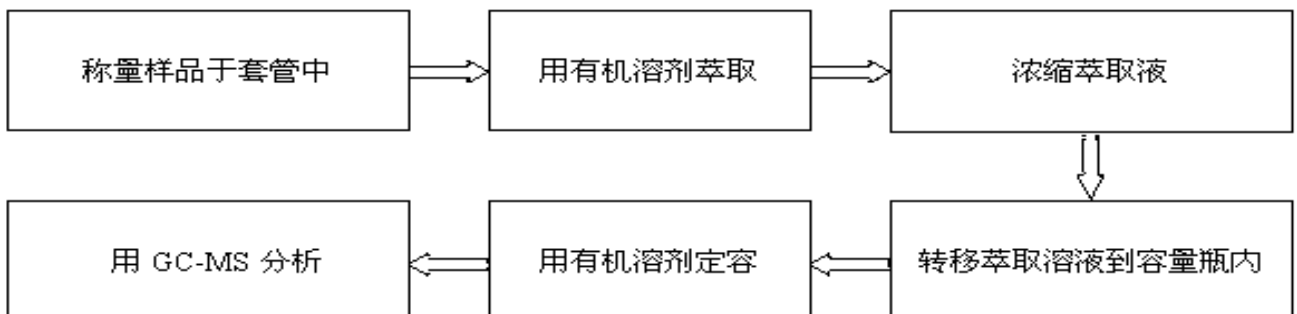 称量样品于套管中
用有机溶剂萃取
浓缩萃取液
转移萃取溶液到容量瓶内
用有机溶剂定容
用 GC-MS 分析